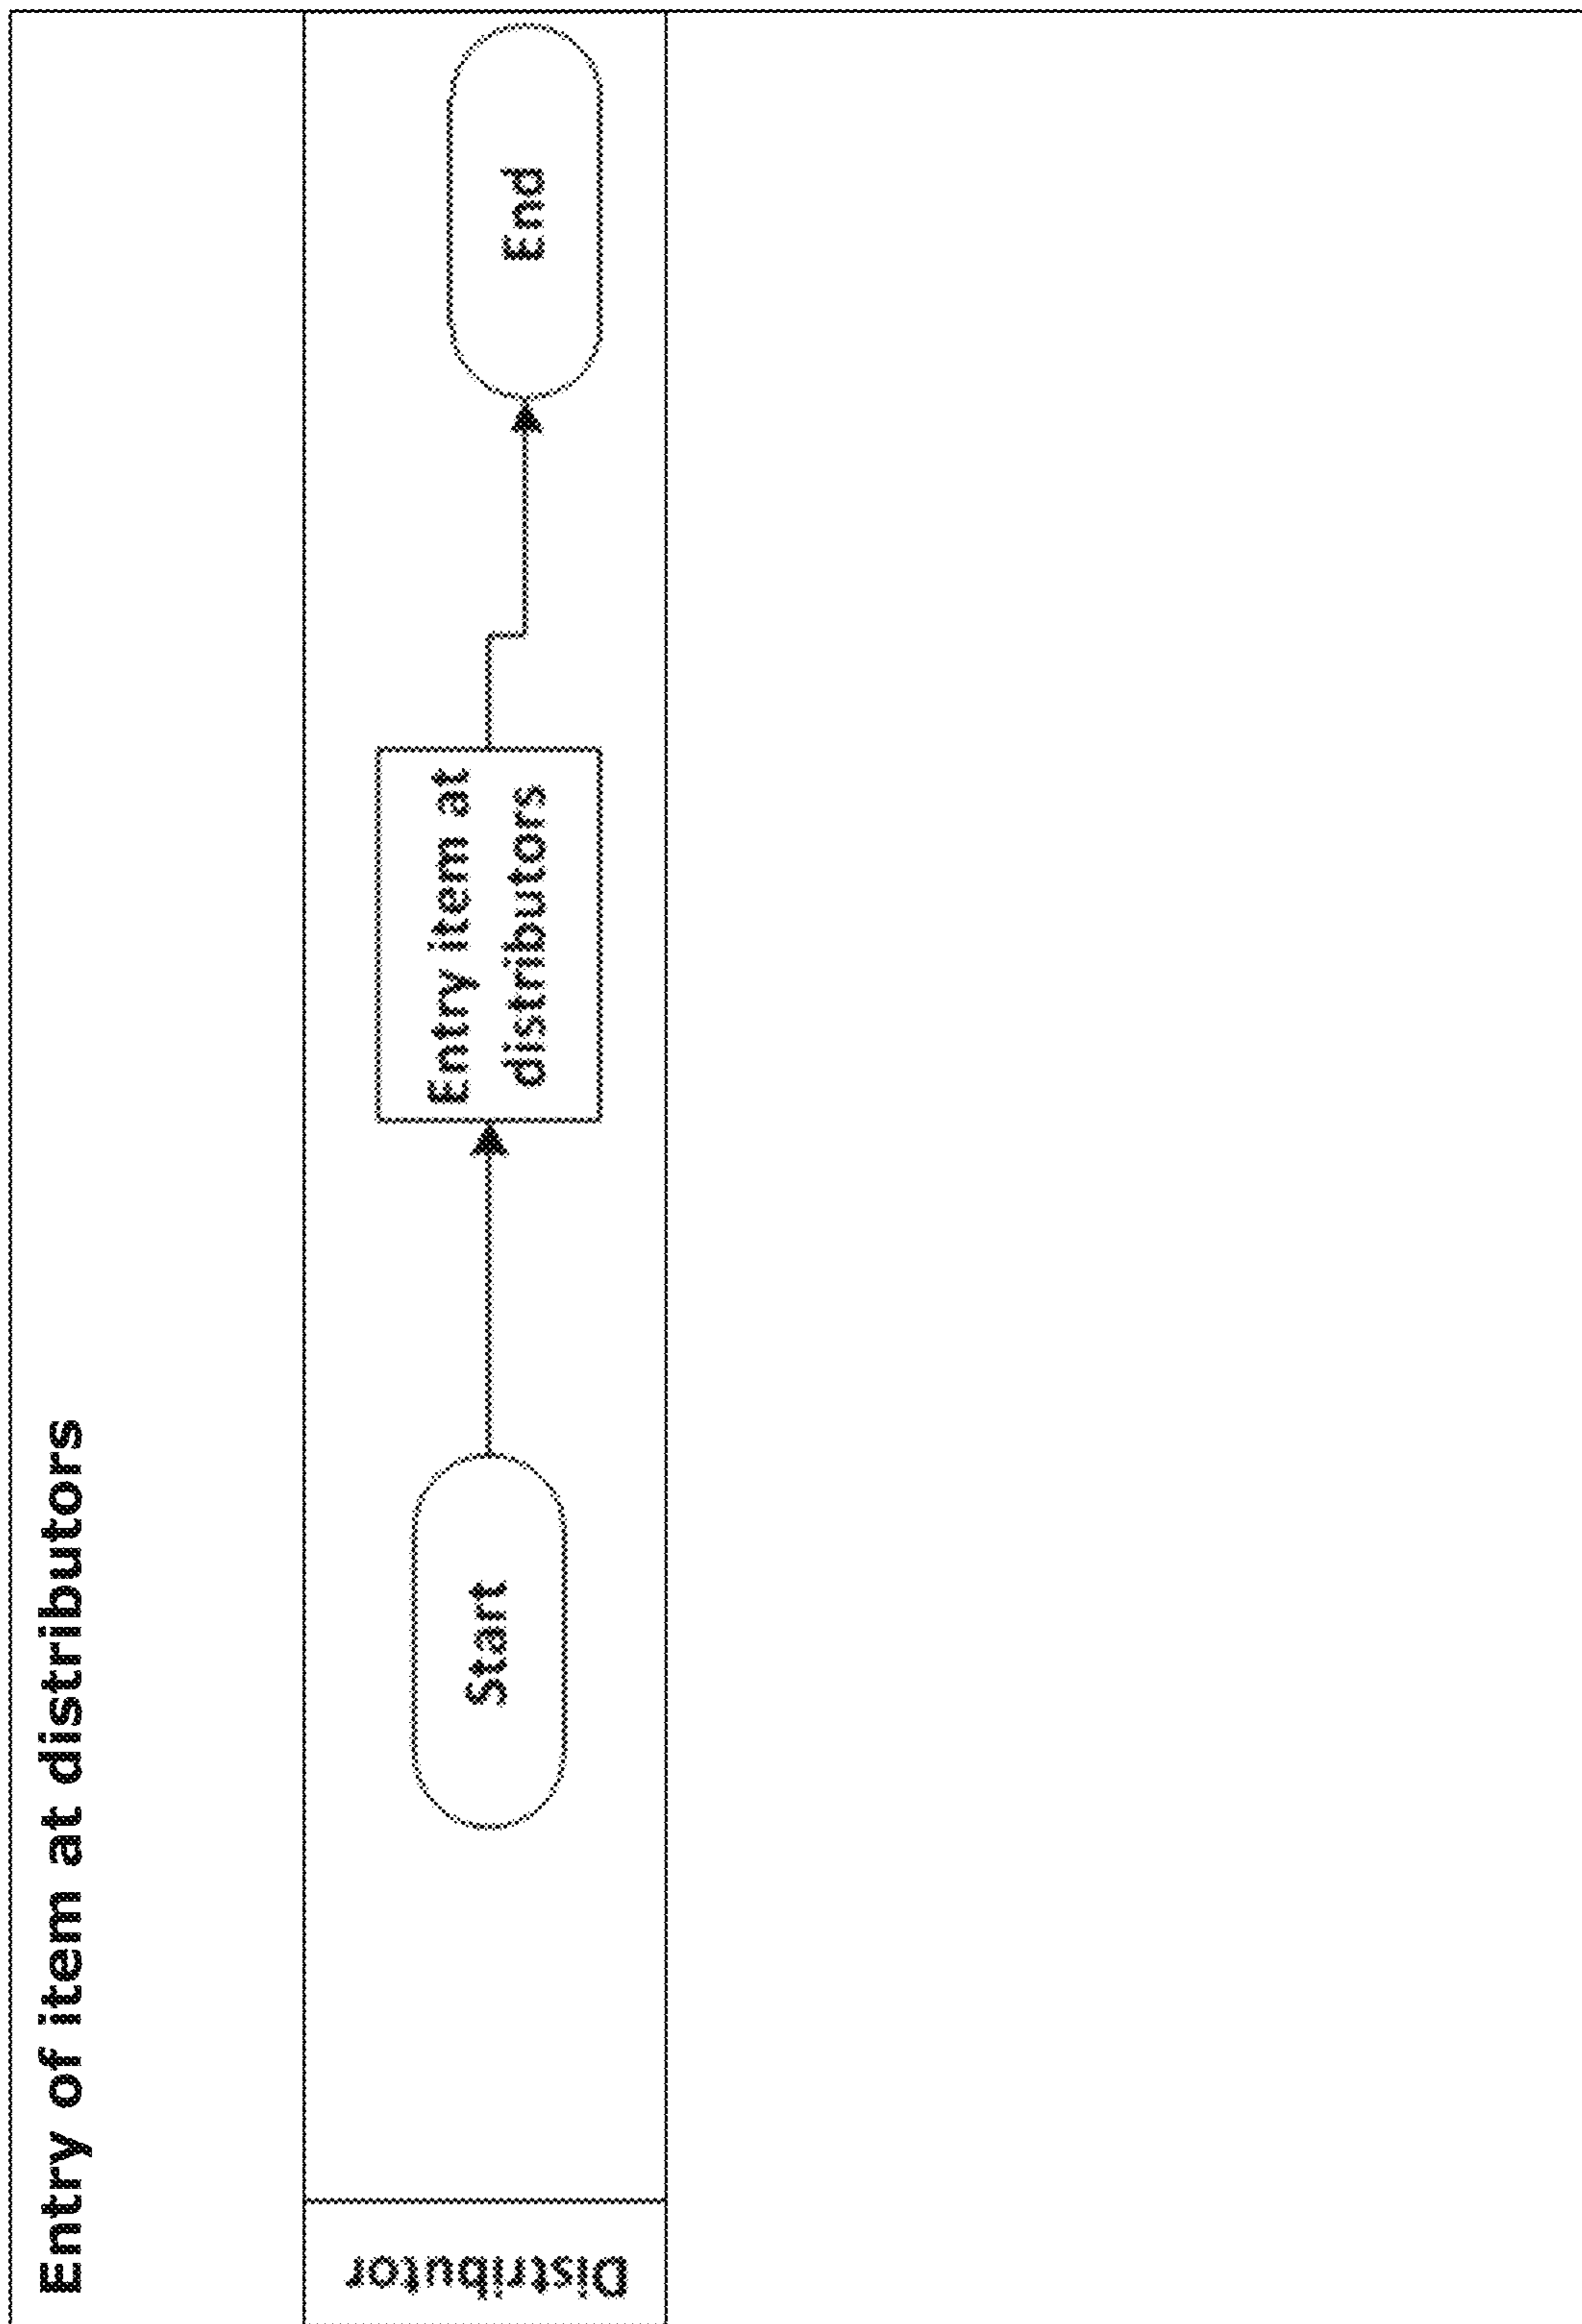 Entry of item at distributors
Distributor
Start
Entry item at
distributors
End